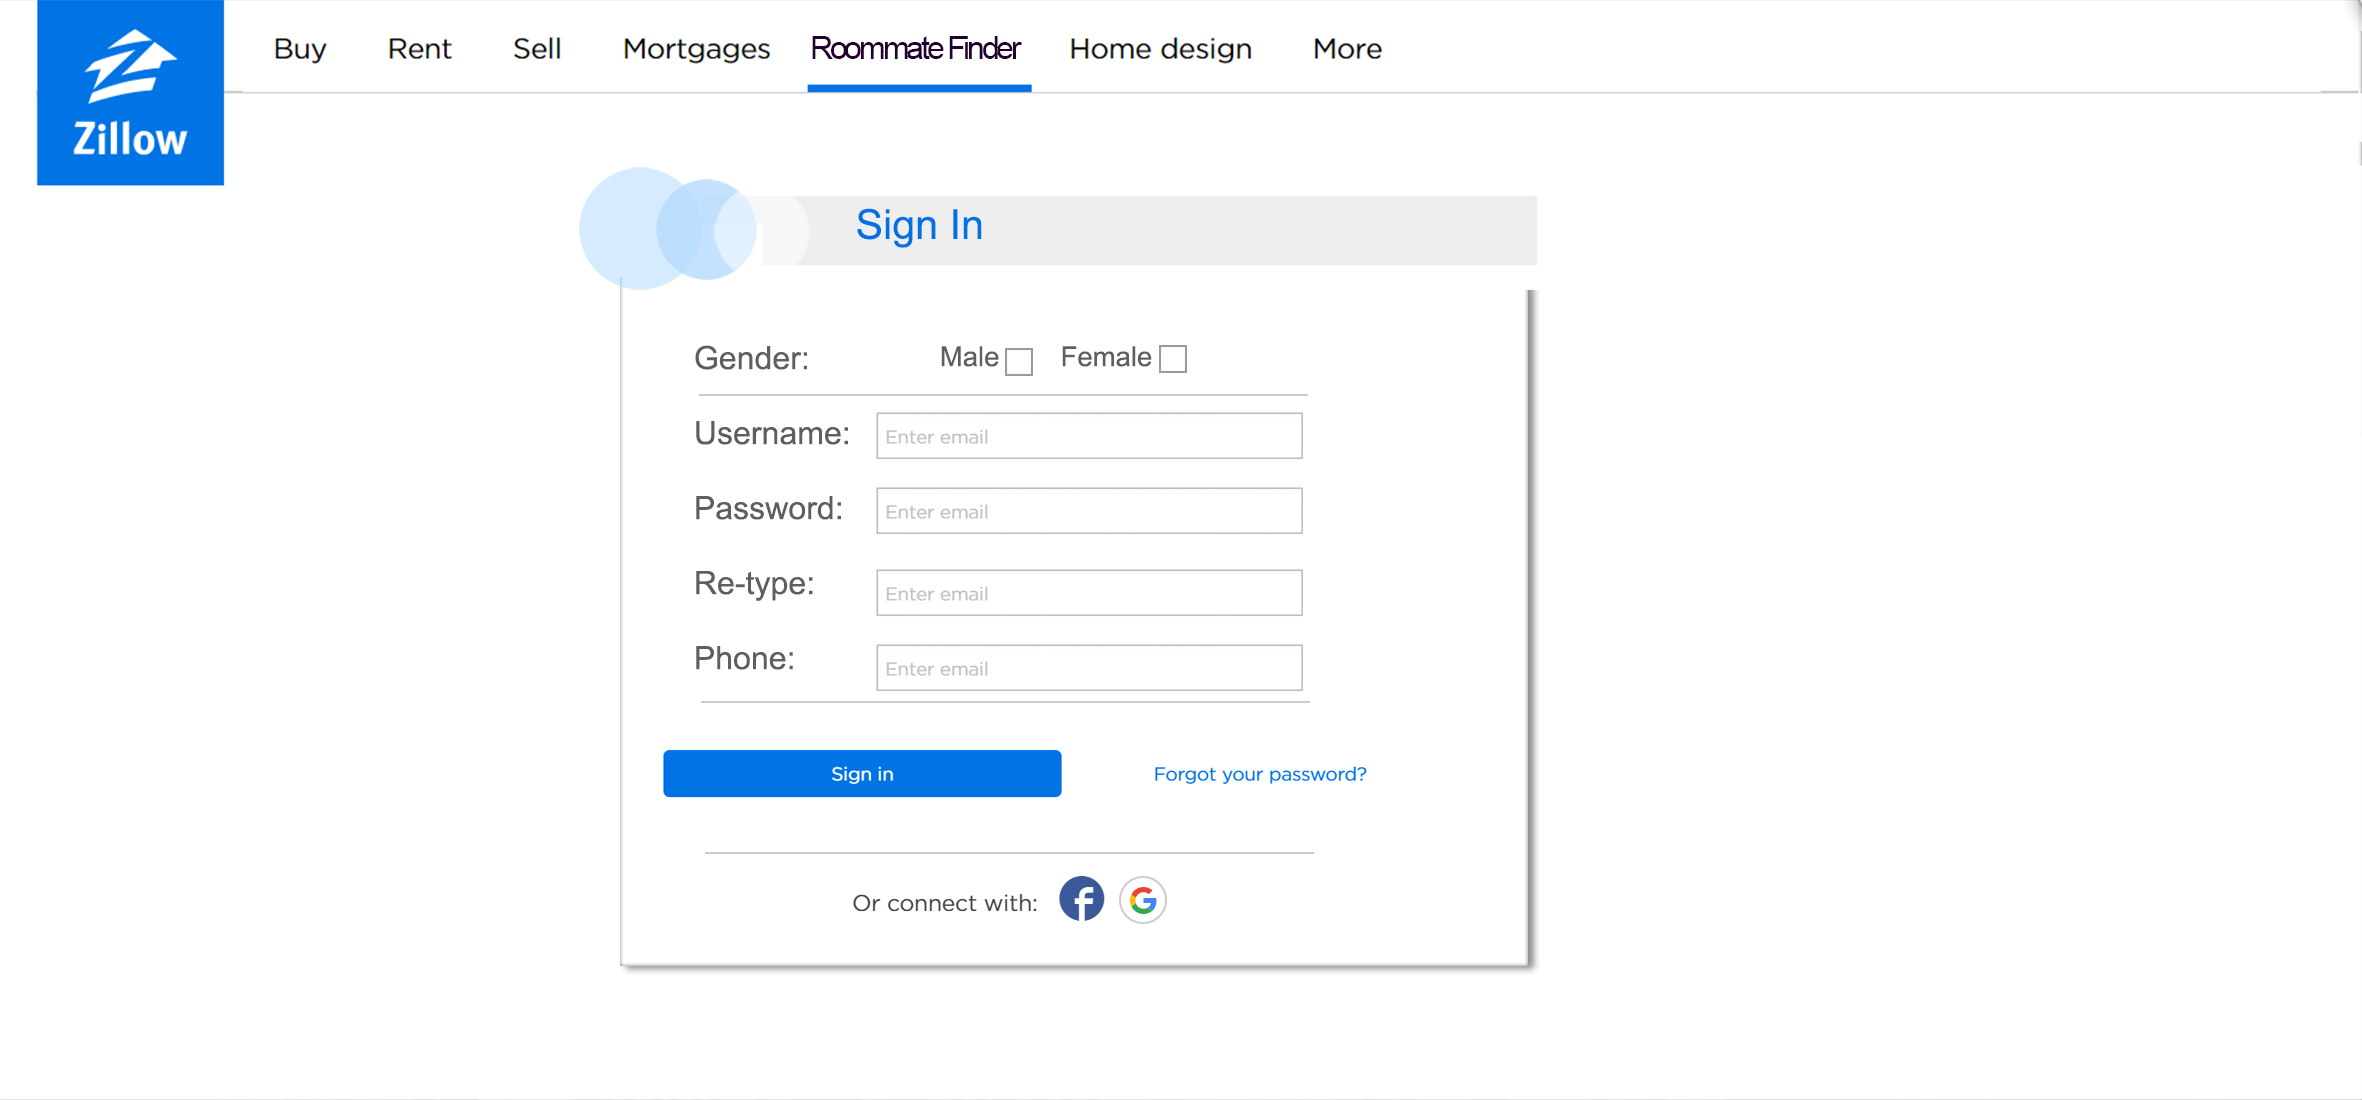 Buy Rent Sell Mortgages Roommate Finder Home design More
Zillow
Sign In
Gender: Male Female
Username: Enter email
Password: Enter email
Re-type: Enter email
Phone: Enter email
Sign in Forgot your password?
Or connect with: f G